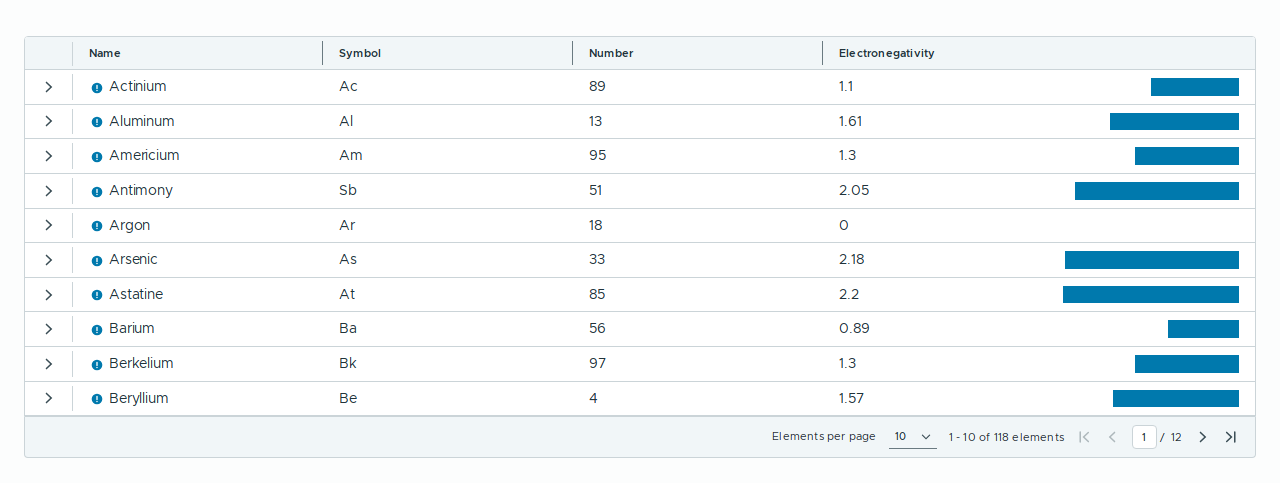 Name Symbol Number Electronegativity
Actinium Ac 89 1.1
Aluminum Al 13 1.61
Americium Am 95 1.3
Antimony Sb 51 2.05
Argon Ar 18 0
Arsenic As 33 2.18
Astatine At 85 2.2
Barium Ba 56 0.89
Berkelium Bk 97 1.3
Beryllium Be 4 1.57
Elements per page 10 1 - 10 of 118 elements 1 / 12